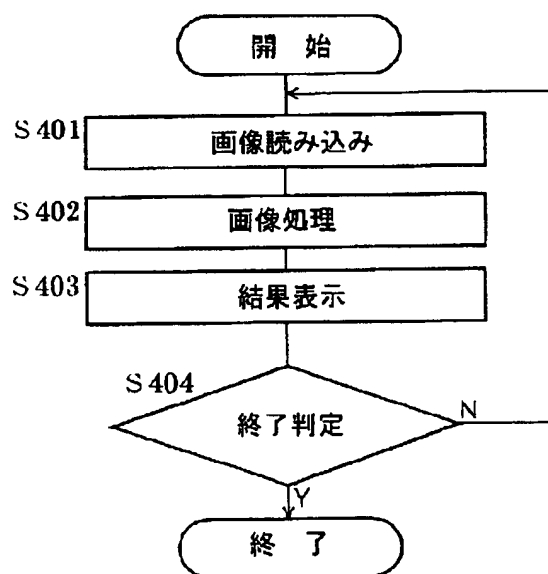 開 始
S401
画像読み込み
S402
画像処理
S403
結果表示
S404
終了判定
N
Y
終 了